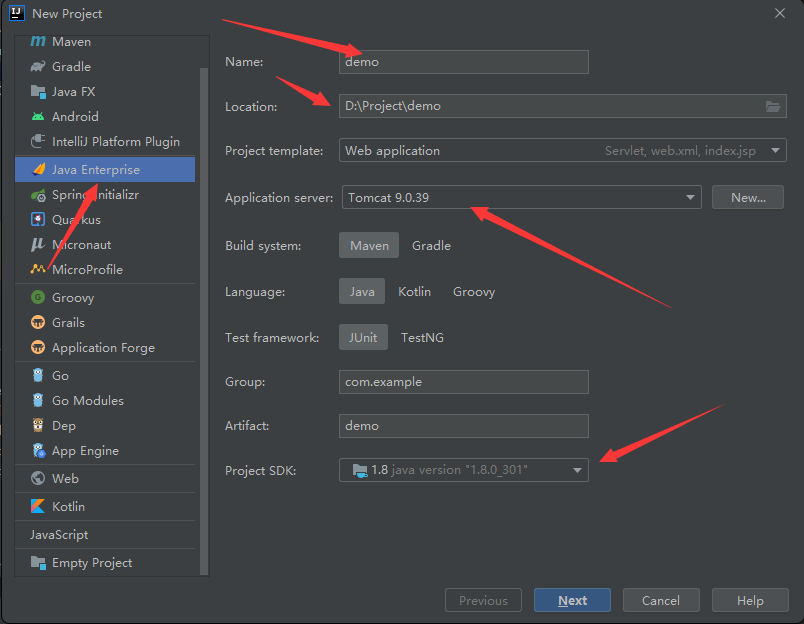 New Project
Maven
Gradle
Java FX
Android
IntelliJ Platform Plugin
Java Enterprise
Spring Initializr
Quarkus
Micronaut
MicroProfile
Groovy
Grails
Application Forge
Go
Go Modules
Dep
App Engine
Web
Kotlin
JavaScript
Empty Project
Name: demo
Location: D:\Project\demo
Project template: Web application Servlet, web.xml, index.jsp
Application server: Tomcat 9.0.39 New...
Build system: Maven Gradle
Language: Java Kotlin Groovy
Test framework: JUnit TestNG
Group: com.example
Artifact: demo
Project SDK: 1.8 java version "1.8.0_301"
Previous Next Cancel Help